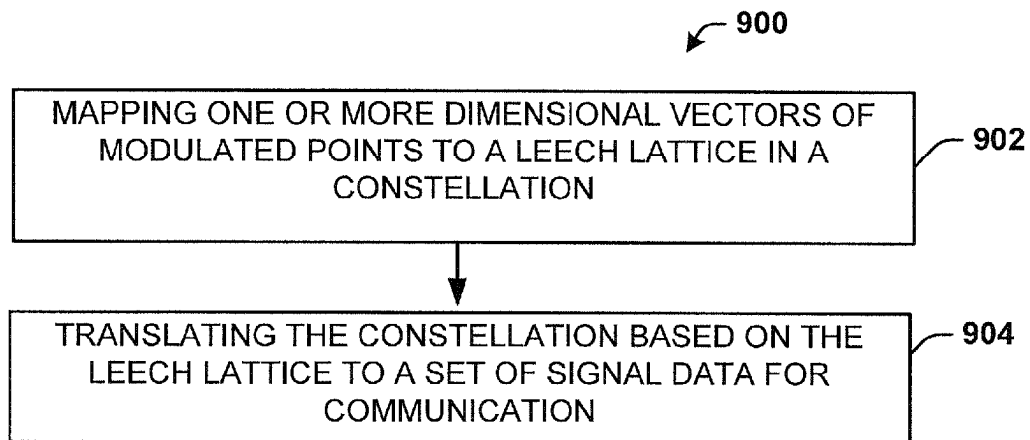 900
MAPPING ONE OR MORE DIMENSIONAL VECTORS OF
MODULATED POINTS TO A LEECH LATTICE IN A
CONSTELLATION
902
TRANSLATING THE CONSTELLATION BASED ON THE
LEECH LATTICE TO A SET OF SIGNAL DATA FOR
COMMUNICATION
904